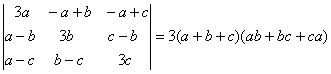 | 3a   -a+b   -a+c |
| a-b   3b   c-b | = 3(a+b+c)(ab+bc+ca)
| a-c   b-c   3c |